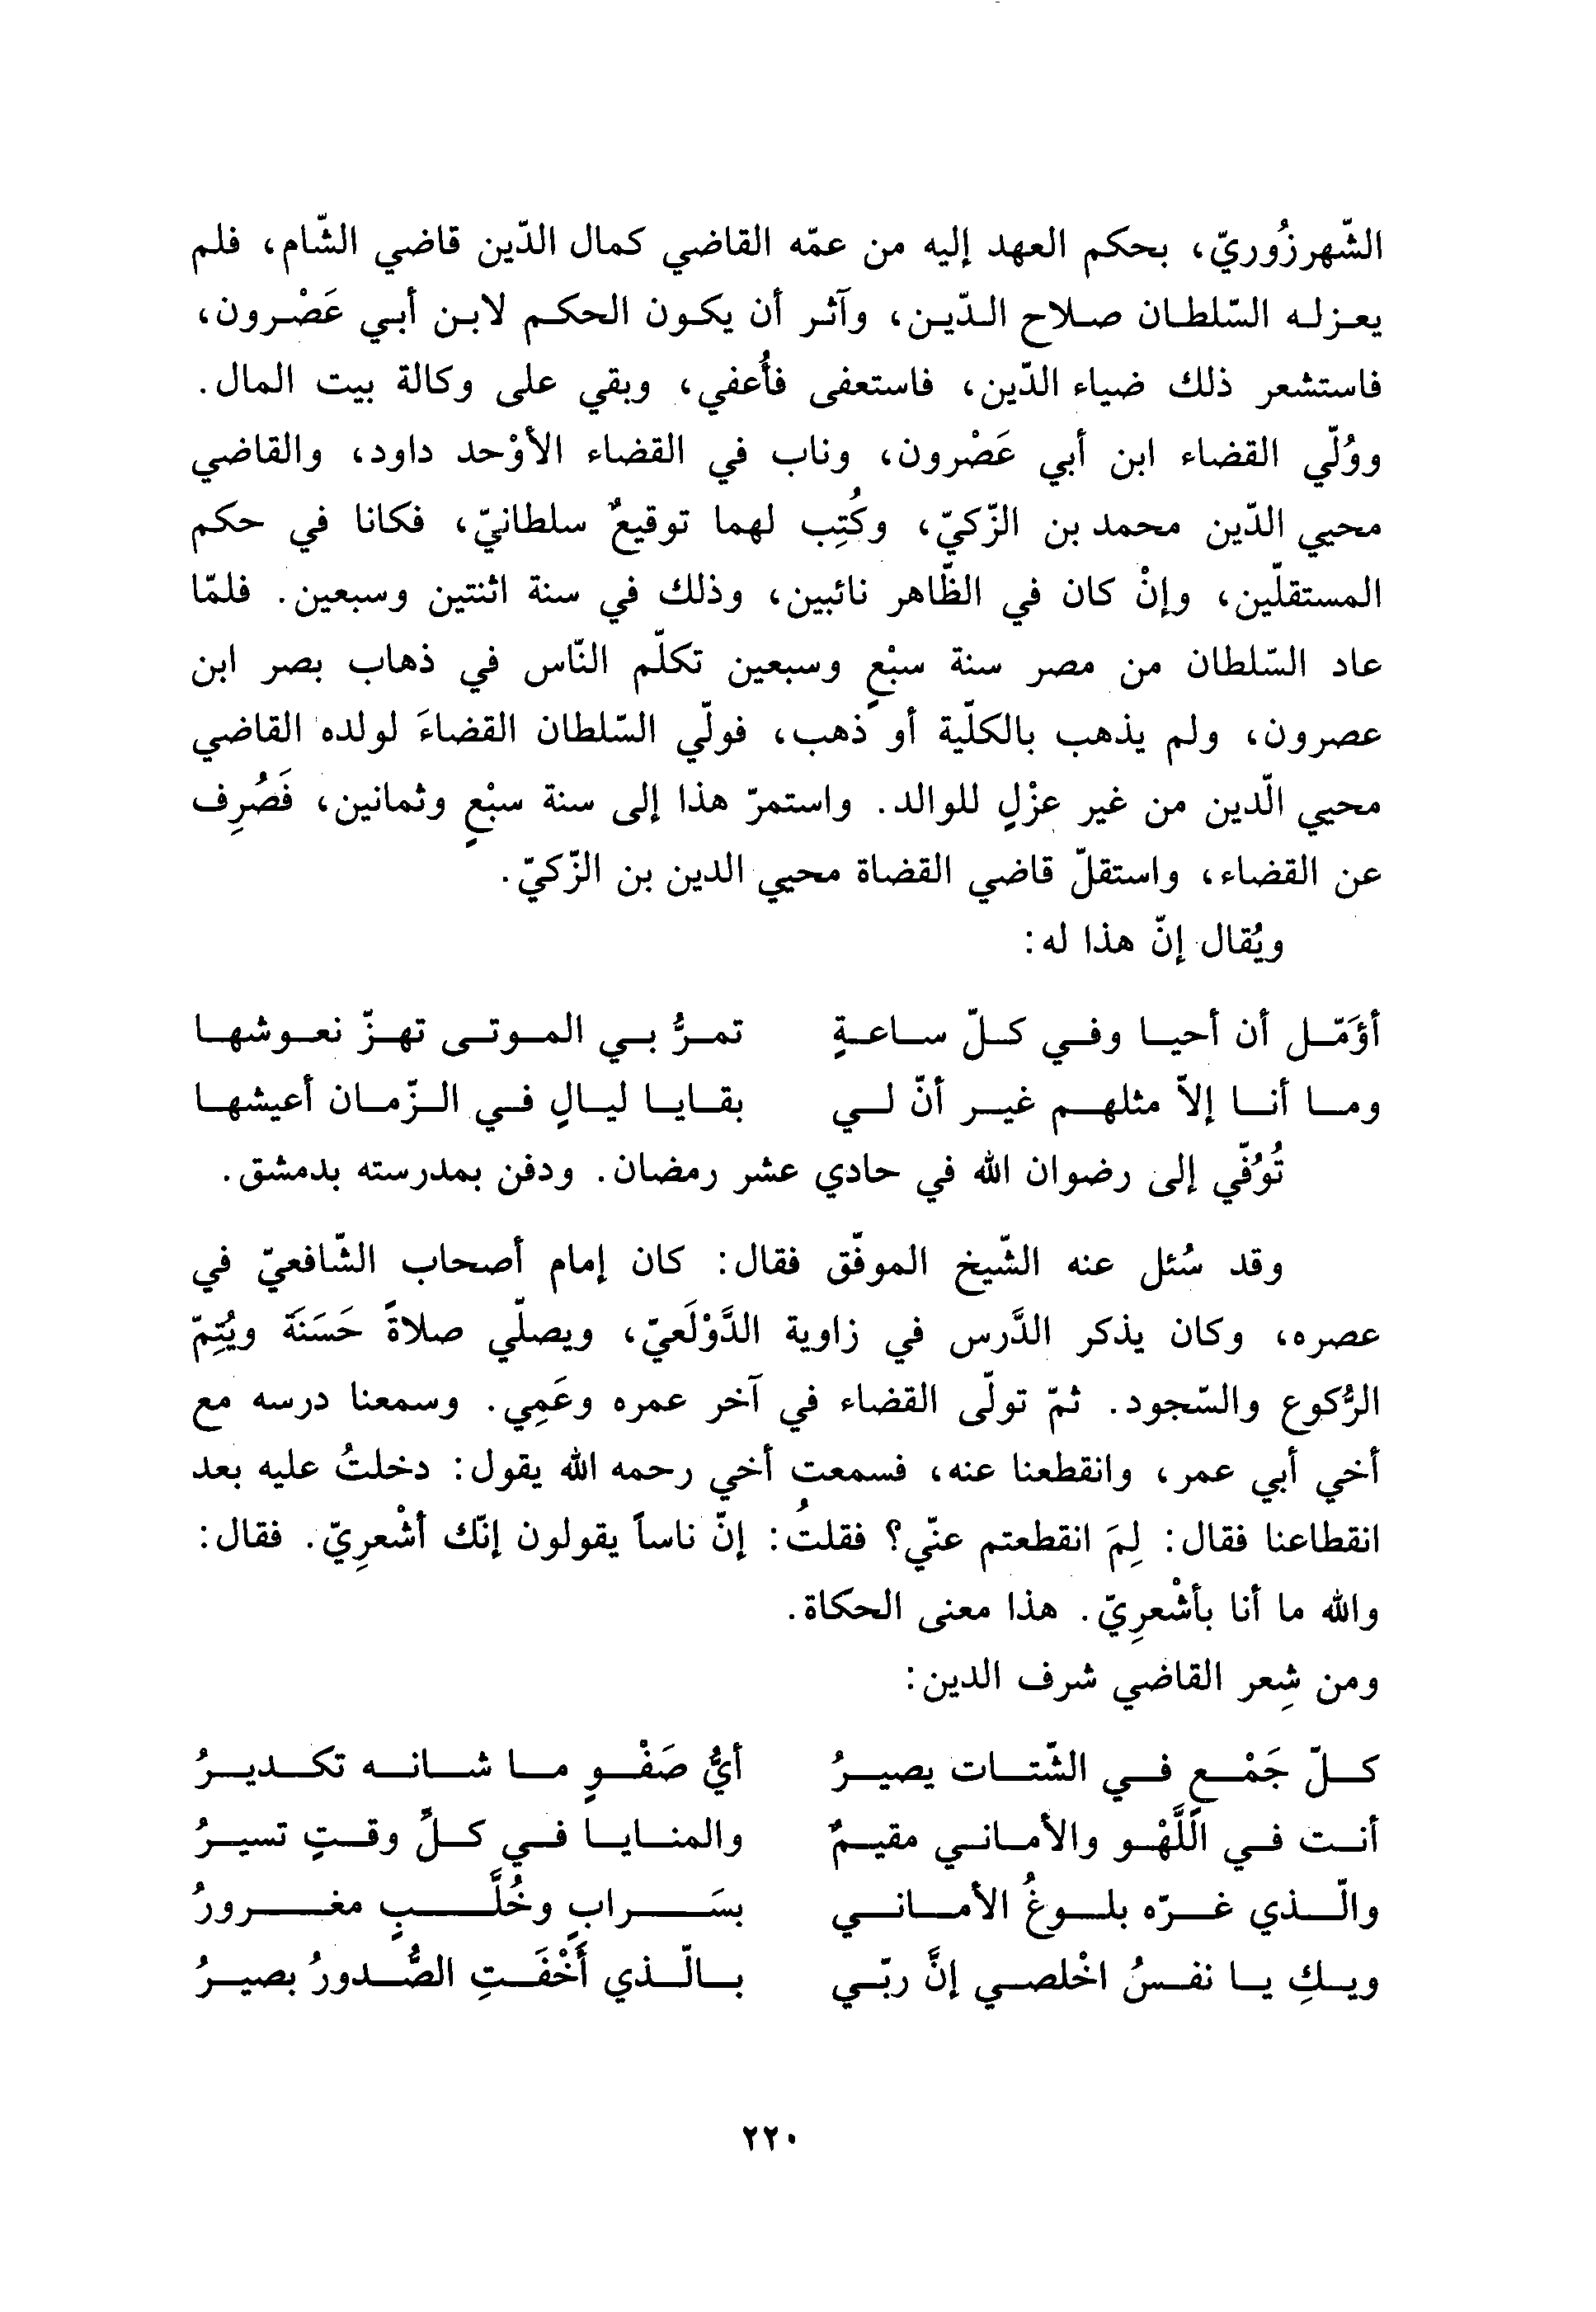 الشّهرزُوريّ، بحكم العهد إليه من عمّه القاضي كمال الدّين قاضي الشّام، فلم
يعزله السّلطان صلاح الدّين، وآثر أن يكون الحكم لابن أبي عَصْرون،
فاستشعر ذلك ضياء الدّين، فاستعفى فأُعفي، وبقي على وكالة بيت المال.
ووُلّي القضاء ابن أبي عَصْرون، وناب في القضاء الأوْحد داود، والقاضي
محيي الدّين محمد بن الزّكيّ، وكُتِب لهما توقيعٌ سلطانيّ، فكانا في حكم
المستقلّين، وإنْ كان في الظّاهر نائبين، وذلك في سنة اثنتين وسبعين. فلمّا
عاد السّلطان من مصر سنة سبْعٍ وسبعين تكلّم النّاس في ذهاب بصر ابن
عصرون، ولم يذهب بالكلّية أو ذهب، فولّي السّلطان القضاءَ لولده القاضي
محيي الّدين من غير عزْلٍ للوالد. واستمرّ هذا إلى سنة سبْعٍ وثمانين، فَصُرِف
عن القضاء، واستقلّ قاضي القضاة محيي الدين بن الزّكيّ.
ويُقال إنّ هذا له:
أؤَمّل أن أحيا وفي كلّ ساعةٍ تمرُّ بي الموتى تهزّ نعوشها
وما أنا إلاّ مثلهم غير أنّ لي بقايا ليالٍ في الزّمان أعيشها
تُوُفّي إلى رضوان الله في حادي عشر رمضان. ودفن بمدرسته بدمشق.
وقد سُئل عنه الشّيخ الموفّق فقال: كان إمام أصحاب الشّافعيّ في
عصره، وكان يذكر الدَّرس في زاوية الدَّوْلَعيّ، ويصلّي صلاةً حَسَنَة ويُتِمّ
الرُّكوع والسّجود. ثمّ تولّى القضاء في آخر عمره وعَمِي. وسمعنا درسه مع
أخي أبي عمر، وانقطعنا عنه، فسمعت أخي رحمه الله يقول: دخلتُ عليه بعد
انقطاعنا فقال: لِمَ انقطعتم عنّي؟ فقلتُ: إنّ ناساً يقولون إنّك أشْعرِيّ. فقال:
والله ما أنا بأشْعرِيّ. هذا معنى الحكاة.
ومن شِعر القاضي شرف الدين:
كلّ جَمْعٍ في الشّتات يصيرُ أيُّ صَفْوٍ ما شانه تكديرُ
أنت في اللَّهْو والأماني مقيمٌ والمنايا في كلِّ وقتٍ تسيرُ
والّذي غرّه بلوغُ الأماني بسَرابٍ وخُلَّبٍ مغرورُ
ويكِ يا نفسُ اخْلصي إنَّ ربّي بالّذي أَخْفَتِ الصُّدورُ بصيرُ
٢٢٠